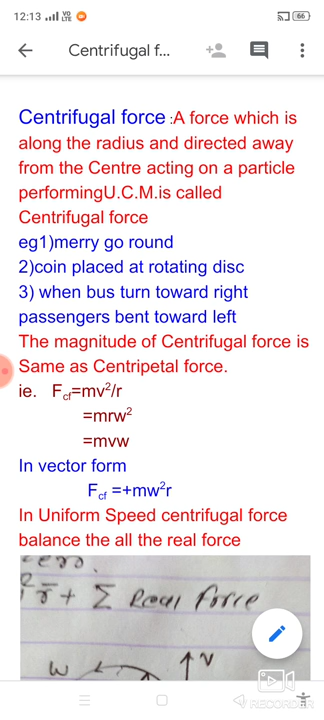 12:13 VO LTE 66
Centrifugal f...
Centrifugal force :A force which is
along the radius and directed away
from the Centre acting on a particle
performingU.C.M.is called
Centrifugal force
eg1)merry go round
2)coin placed at rotating disc
3) when bus turn toward right
passengers bent toward left
The magnitude of Centrifugal force is
Same as Centripetal force.
ie. F_cf=mv²/r
=mrw²
=mvw
In vector form
F_cf =+mw²r
In Uniform Speed centrifugal force
balance the all the real force
+ Σ Real force
w ↑v
RECORDER